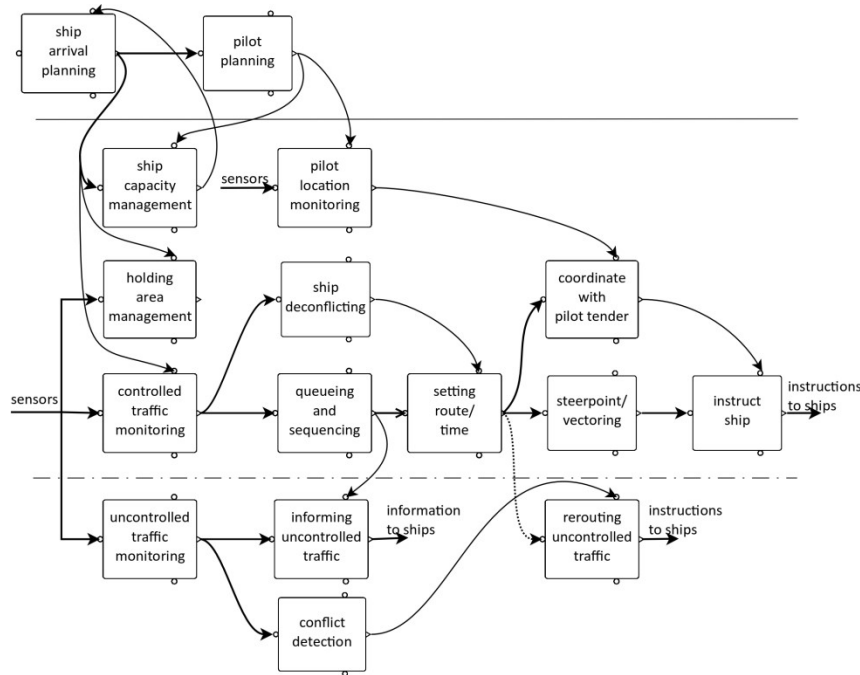 ship
arrival
planning
pilot
planning
ship
capacity
management
sensors
pilot
location
monitoring
holding
area
management
ship
deconflicting
coordinate
with
pilot tender
sensors
controlled
traffic
monitoring
queueing
and
sequencing
setting
route/
time
steerpoint/
vectoring
instruct
ship
instructions
to ships
uncontrolled
traffic
monitoring
informing
uncontrolled
traffic
information
to ships
rerouting
uncontrolled
traffic
instructions
to ships
conflict
detection